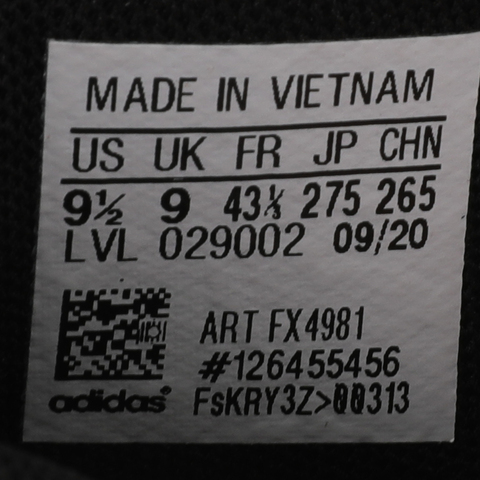 MADE IN VIETNAM
US UK FR JP CHN
9½ 9 43⅓ 275 265
LVL 029002 09/20
ART FX4981
#126455456
adidas® FsKRY3Z>00313